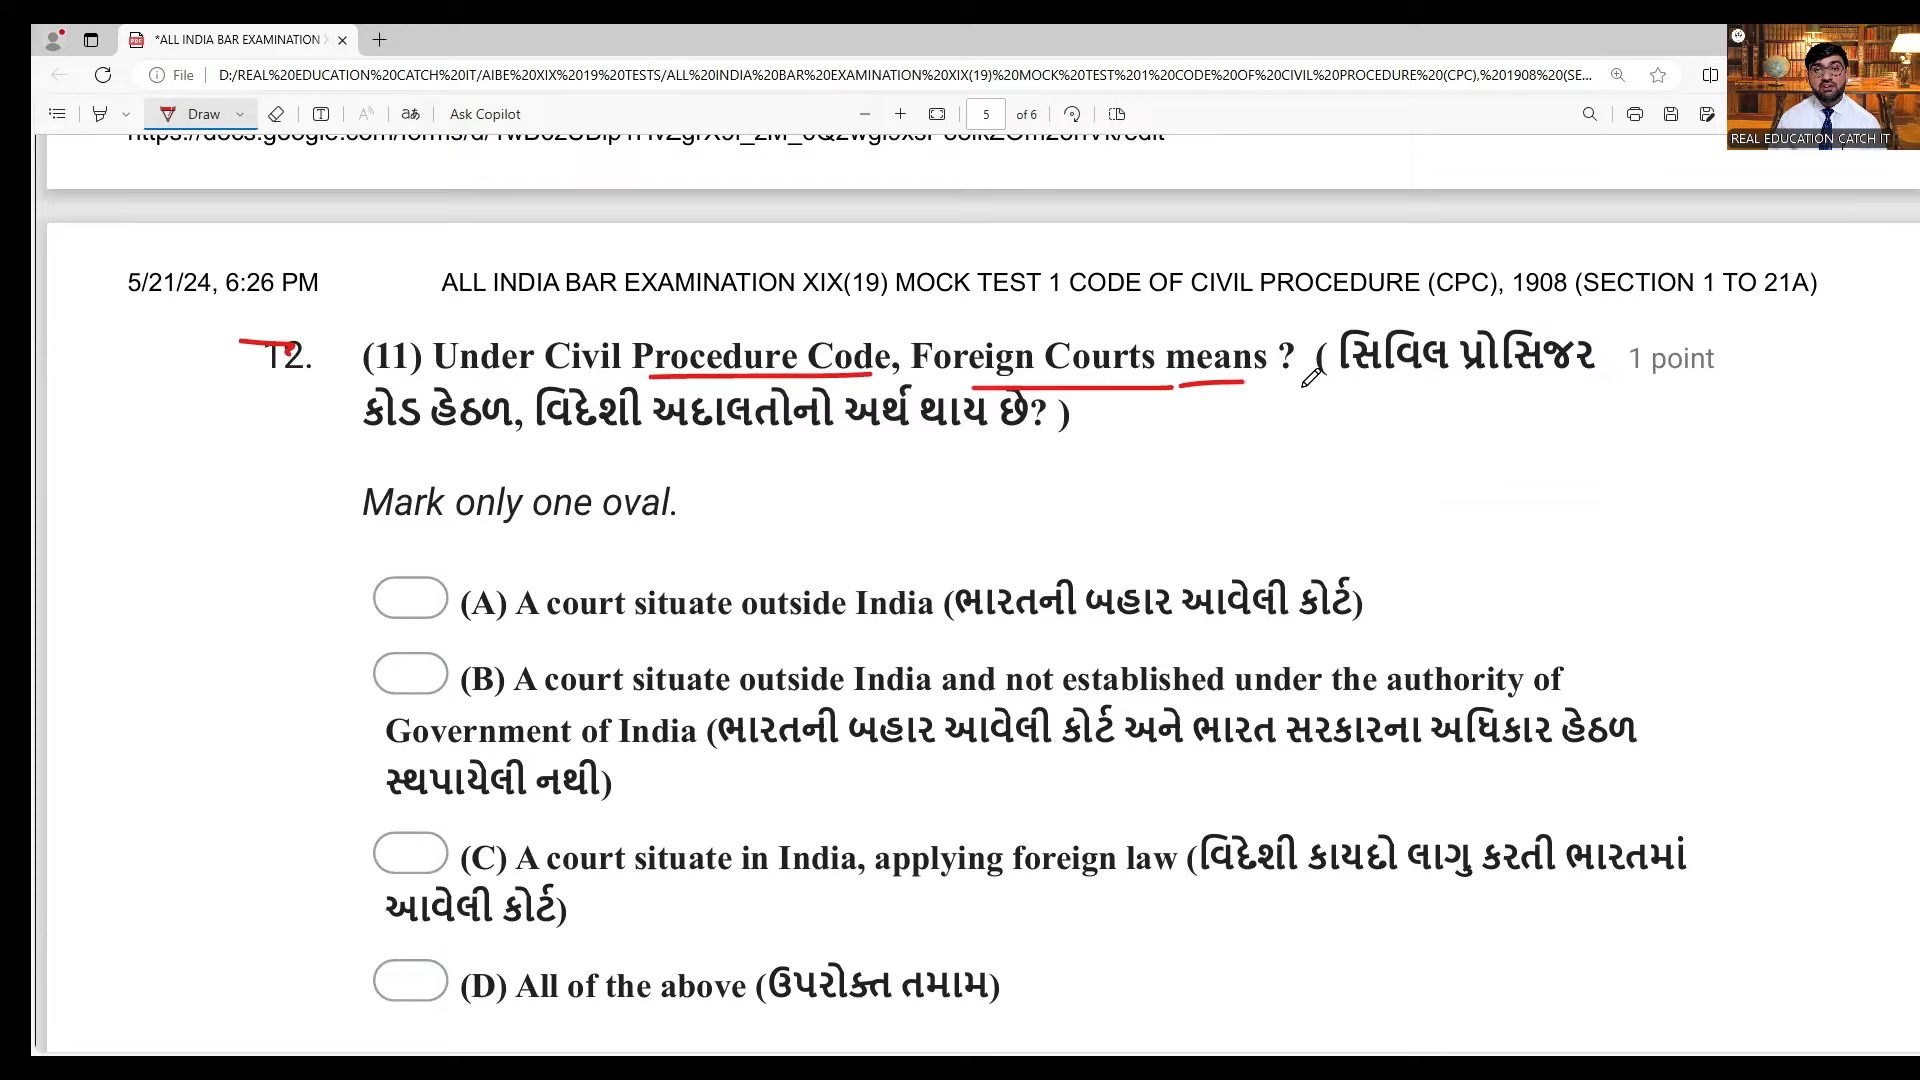 *ALL INDIA BAR EXAMINATION
File D:/REAL%20EDUCATION%20CATCH%20IT/AIBE%20XIX%2019%20TESTS/ALL%20INDIA%20BAR%20EXAMINATION%20XIX(19)%20MOCK%20TEST%201%20CODE%20OF%20CIVIL%20PROCEDURE%20(CPC),%201908%20(SE...
Draw Ask Copilot 5 of 6
REAL EDUCATION CATCH IT
5/21/24, 6:26 PM ALL INDIA BAR EXAMINATION XIX(19) MOCK TEST 1 CODE OF CIVIL PROCEDURE (CPC), 1908 (SECTION 1 TO 21A)
12. (11) Under Civil Procedure Code, Foreign Courts means ? ( સિવિલ પ્રોસિજર 1 point
કોડ હેઠળ, વિદેશી અદાલતોનો અર્થ થાય છે? )
Mark only one oval.
(A) A court situate outside India (ભારતની બહાર આવેલી કોર્ટ)
(B) A court situate outside India and not established under the authority of
Government of India (ભારતની બહાર આવેલી કોર્ટ અને ભારત સરકારના અધિકાર હેઠળ
સ્થપાયેલી નથી)
(C) A court situate in India, applying foreign law (વિદેશી કાયદો લાગુ કરતી ભારતમાં
આવેલી કોર્ટ)
(D) All of the above (ઉપરોક્ત તમામ)